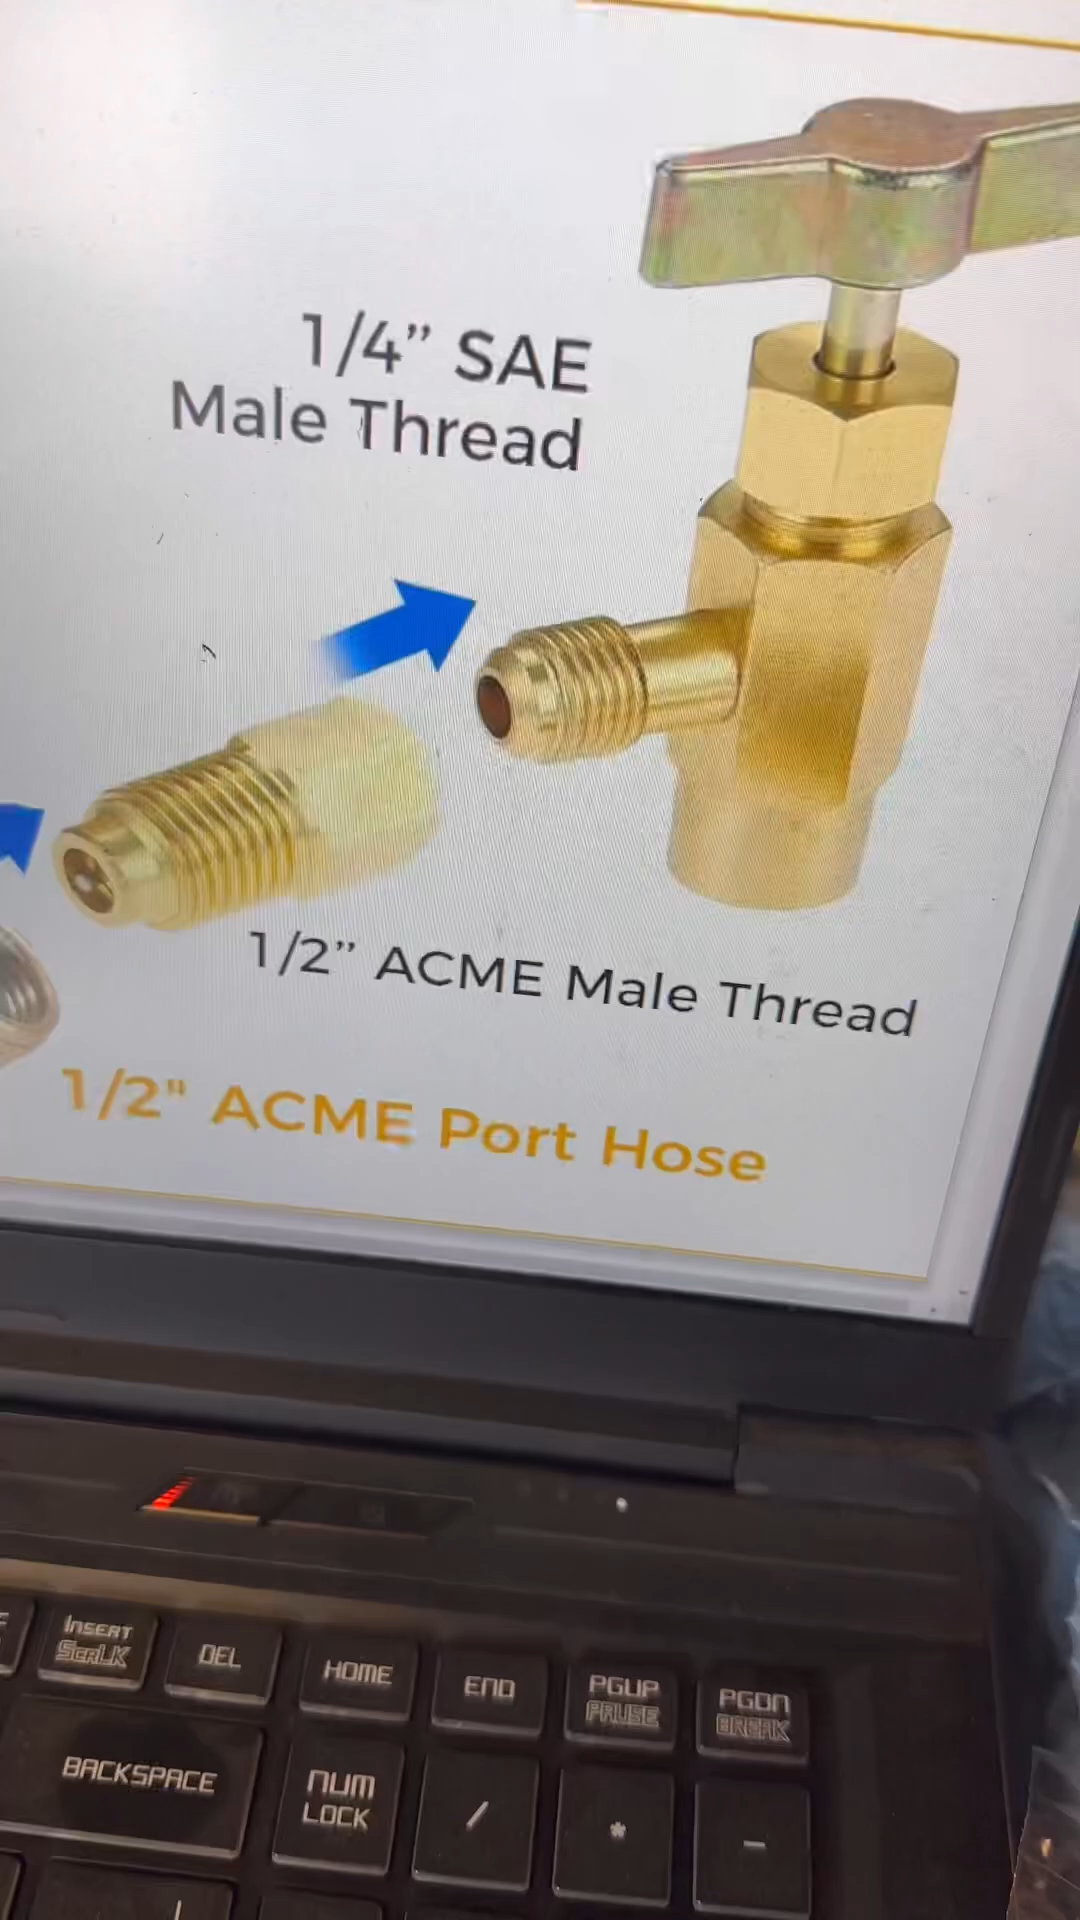 1/4” SAE
Male Thread
1/2” ACME Male Thread
1/2" ACME Port Hose
INSERT
SCRLK
DEL
HOME
END
PGUP
PAUSE
PGDN
BREAK
BACKSPACE
NUM
LOCK
/
*
-